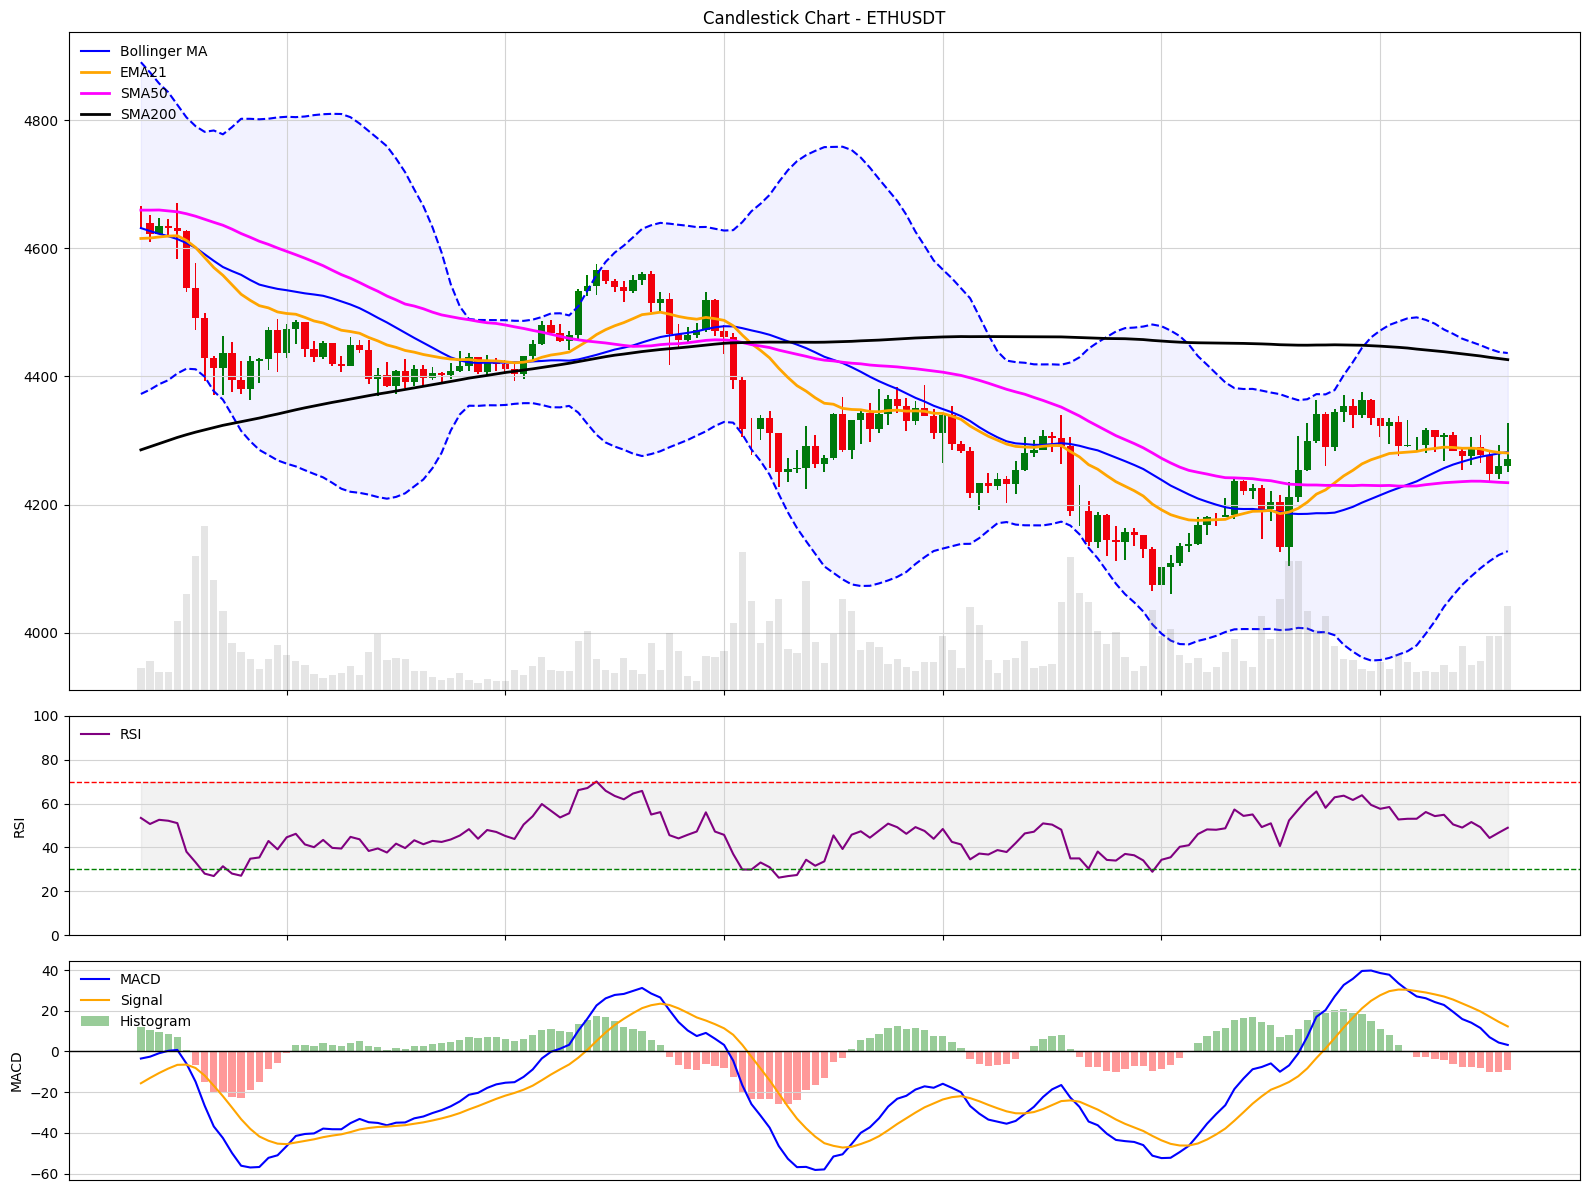 Candlestick Chart - ETHUSDT
Bollinger MA
EMA21
SMA50
SMA200
4800
4600
4400
4200
4000
RSI
100
80
60
40
20
0
RSI
MACD
Signal
Histogram
40
20
0
−20
−40
−60
MACD